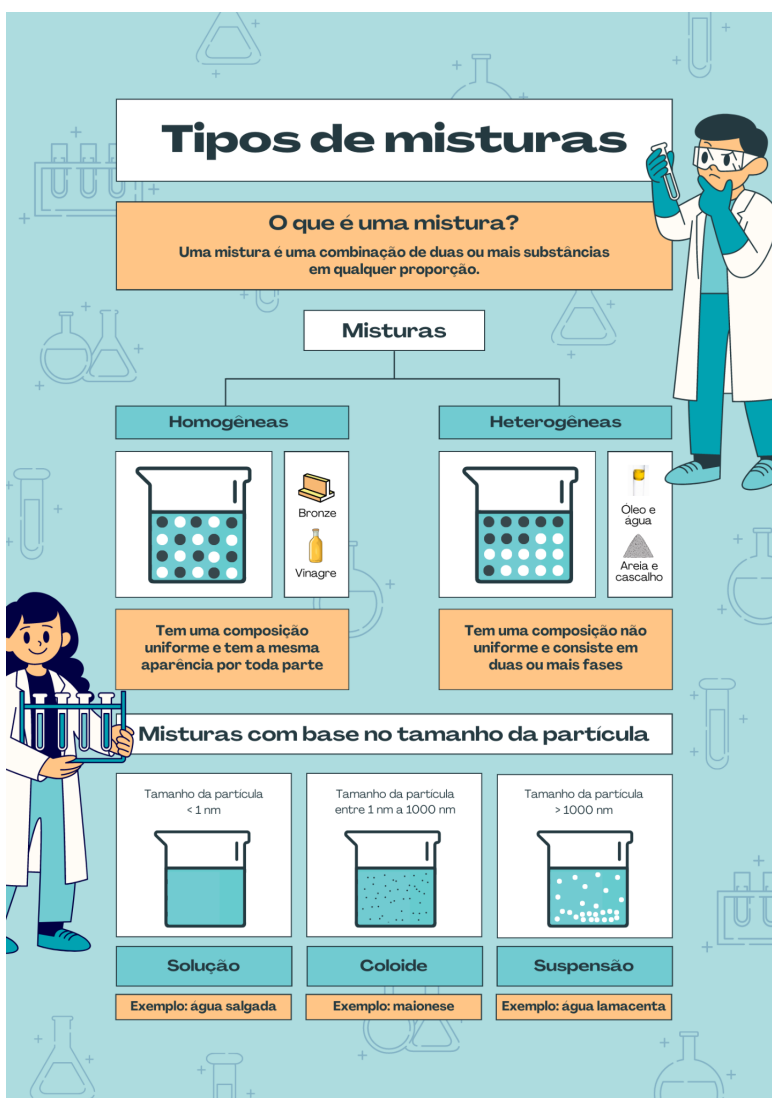 Tipos de misturas
O que é uma mistura?
Uma mistura é uma combinação de duas ou mais substâncias
em qualquer proporção.
Misturas
Homogêneas
Bronze
Vinagre
Tem uma composição
uniforme e tem a mesma
aparência por toda parte
Heterogêneas
Óleo e
água
Areia e
cascalho
Tem uma composição não
uniforme e consiste em
duas ou mais fases
Misturas com base no tamanho da partícula
Tamanho da partícula
< 1 nm
Solução
Exemplo: água salgada
Tamanho da partícula
entre 1 nm a 1000 nm
Coloide
Exemplo: maionese
Tamanho da partícula
> 1000 nm
Suspensão
Exemplo: água lamacenta